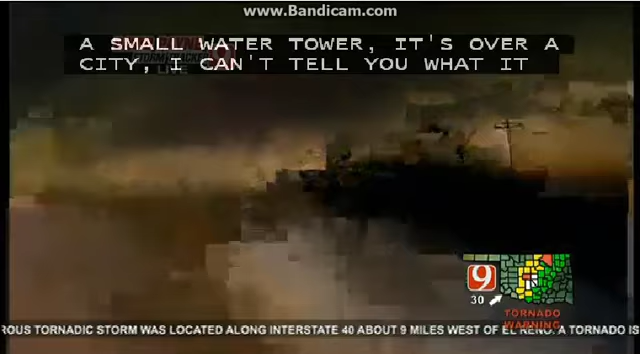 www.Bandicam.com
A SMALL WATER TOWER, IT'S OVER A
CITY, I CAN'T TELL YOU WHAT IT
LIVE
9
30
TORNADO
WARNING
ROUS TORNADIC STORM WAS LOCATED ALONG INTERSTATE 40 ABOUT 9 MILES WEST OF EL RENO. A TORNADO IS